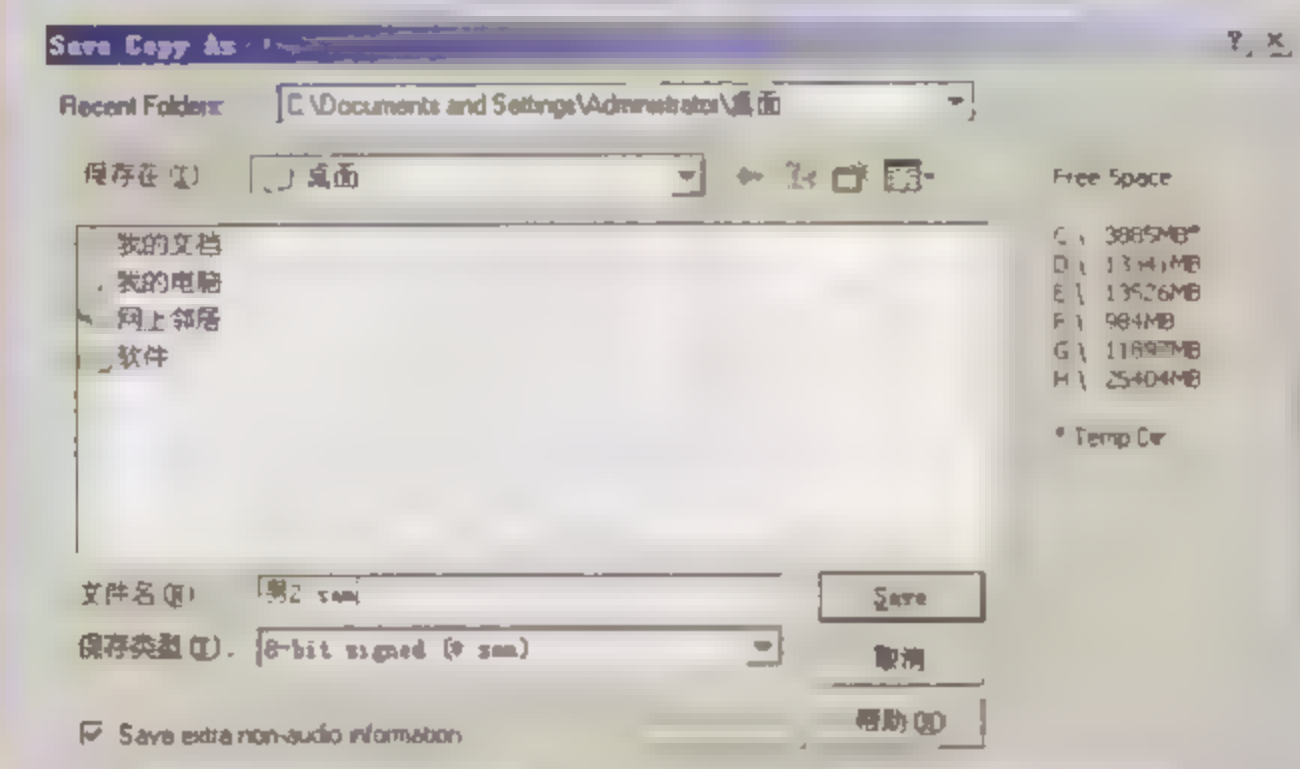 Save Copy As
? ×
Recent Folders: C:\Documents and Settings\Administrator\桌面
保存在(I) 桌面
Free Space
我的文档
我的电脑
网上邻居
软件
C:\ 3885MB*
D:\
E:\ 13526MB
F:\ 984MB
G:\
H:\ 25404MB
* Temp Dir
文件名(N) 2.sam
Save
保存类型(T): 8-bit signed (*.sam)
取消
Save extra non-audio information
帮助(H)